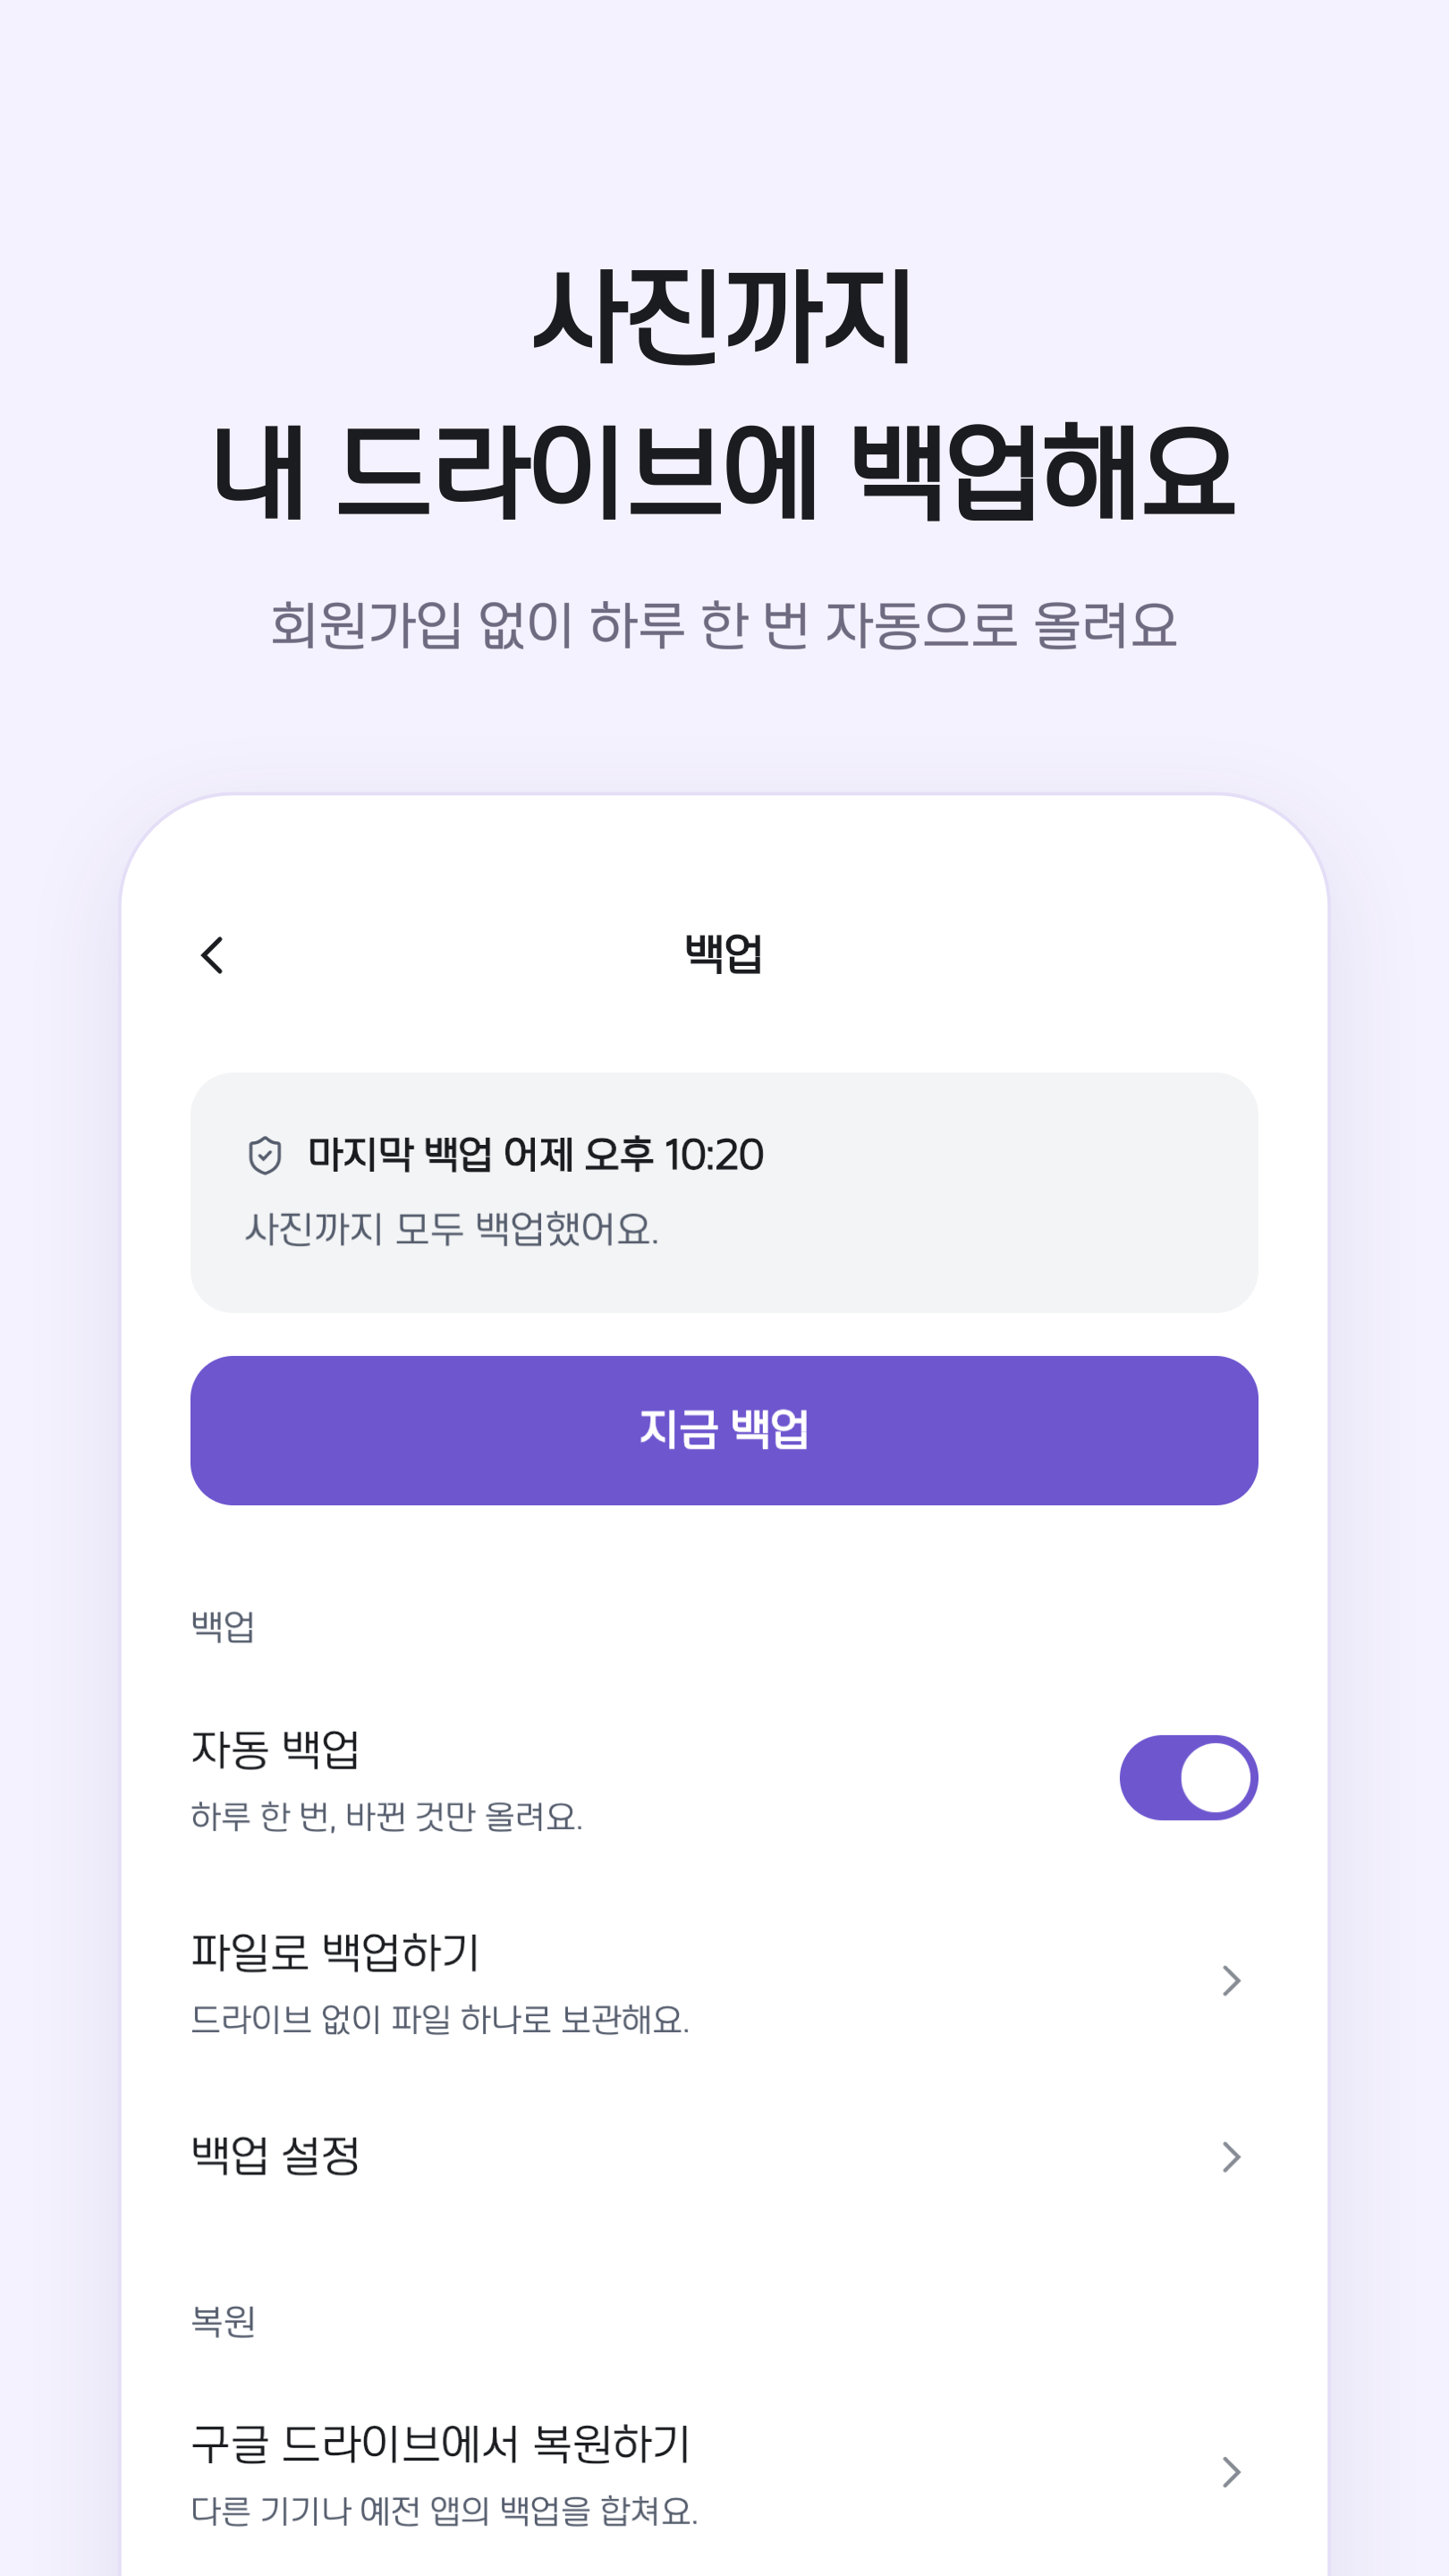 사진까지
내 드라이브에 백업해요
회원가입 없이 하루 한 번 자동으로 올려요
백업
마지막 백업 어제 오후 10:20
사진까지 모두 백업했어요.
지금 백업
백업
자동 백업
하루 한 번, 바뀐 것만 올려요.
파일로 백업하기
드라이브 없이 파일 하나로 보관해요.
백업 설정
복원
구글 드라이브에서 복원하기
다른 기기나 예전 앱의 백업을 합쳐요.